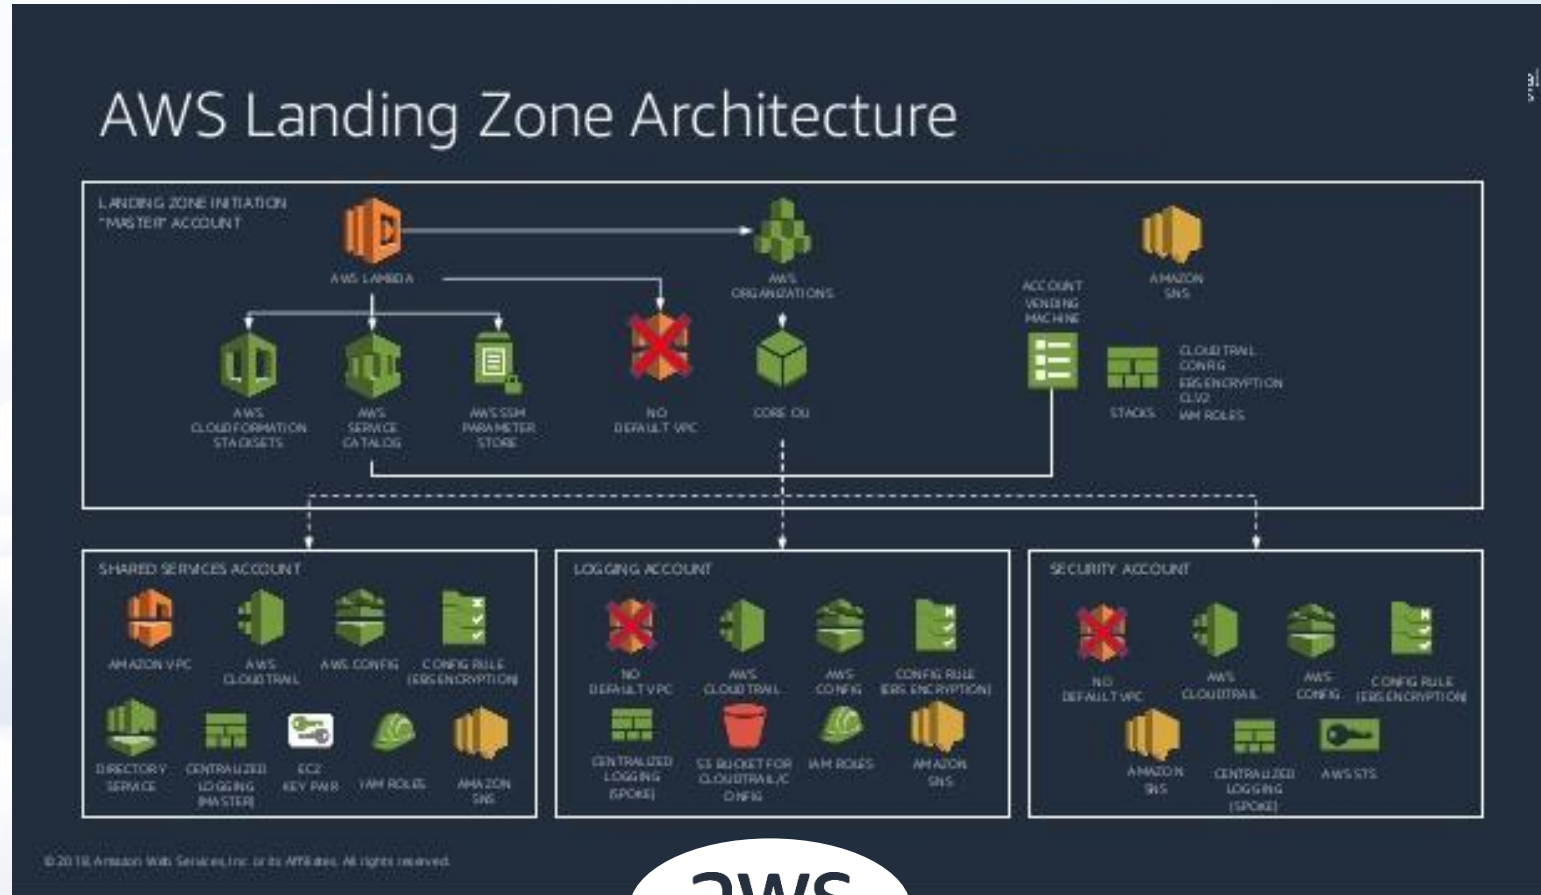 AWS Landing Zone Architecture
LANDING ZONE INITIATION
"MASTER" ACCOUNT
AWS LAMBDA
AWS
ORGANIZATIONS
AMAZON
SNS
ACCOUNT
VENDING
MACHINE
AWS
CLOUDFORMATION
STACKSETS
AWS
SERVICE
CATALOG
AWS SSM
PARAMETER
STORE
NO
DEFAULT VPC
CORE OU
STACKS
CLOUDTRAIL
CONFIG
EBS ENCRYPTION
IAM ROLES
SHARED SERVICES ACCOUNT
AMAZON VPC
AWS
CLOUDTRAIL
AWS CONFIG
CONFIG RULE
(EBS ENCRYPTION)
DIRECTORY
SERVICE
CENTRALIZED
LOGGING
(MASTER)
EC2
KEY PAIR
IAM ROLES
AMAZON
SNS
LOGGING ACCOUNT
NO
DEFAULT VPC
AWS
CLOUDTRAIL
AWS
CONFIG
CONFIG RULE
(EBS ENCRYPTION)
CENTRALIZED
LOGGING
(SPOKE)
S3 BUCKET FOR
CLOUDTRAIL/C
ONFIG
IAM ROLES
AMAZON
SNS
SECURITY ACCOUNT
NO
DEFAULT VPC
AWS
CLOUDTRAIL
AWS
CONFIG
CONFIG RULE
(EBS ENCRYPTION)
AMAZON
SNS
CENTRALIZED
LOGGING
(SPOKE)
AWS STS
© 2018, Amazon Web Services, Inc. or its Affiliates. All rights reserved.
aws